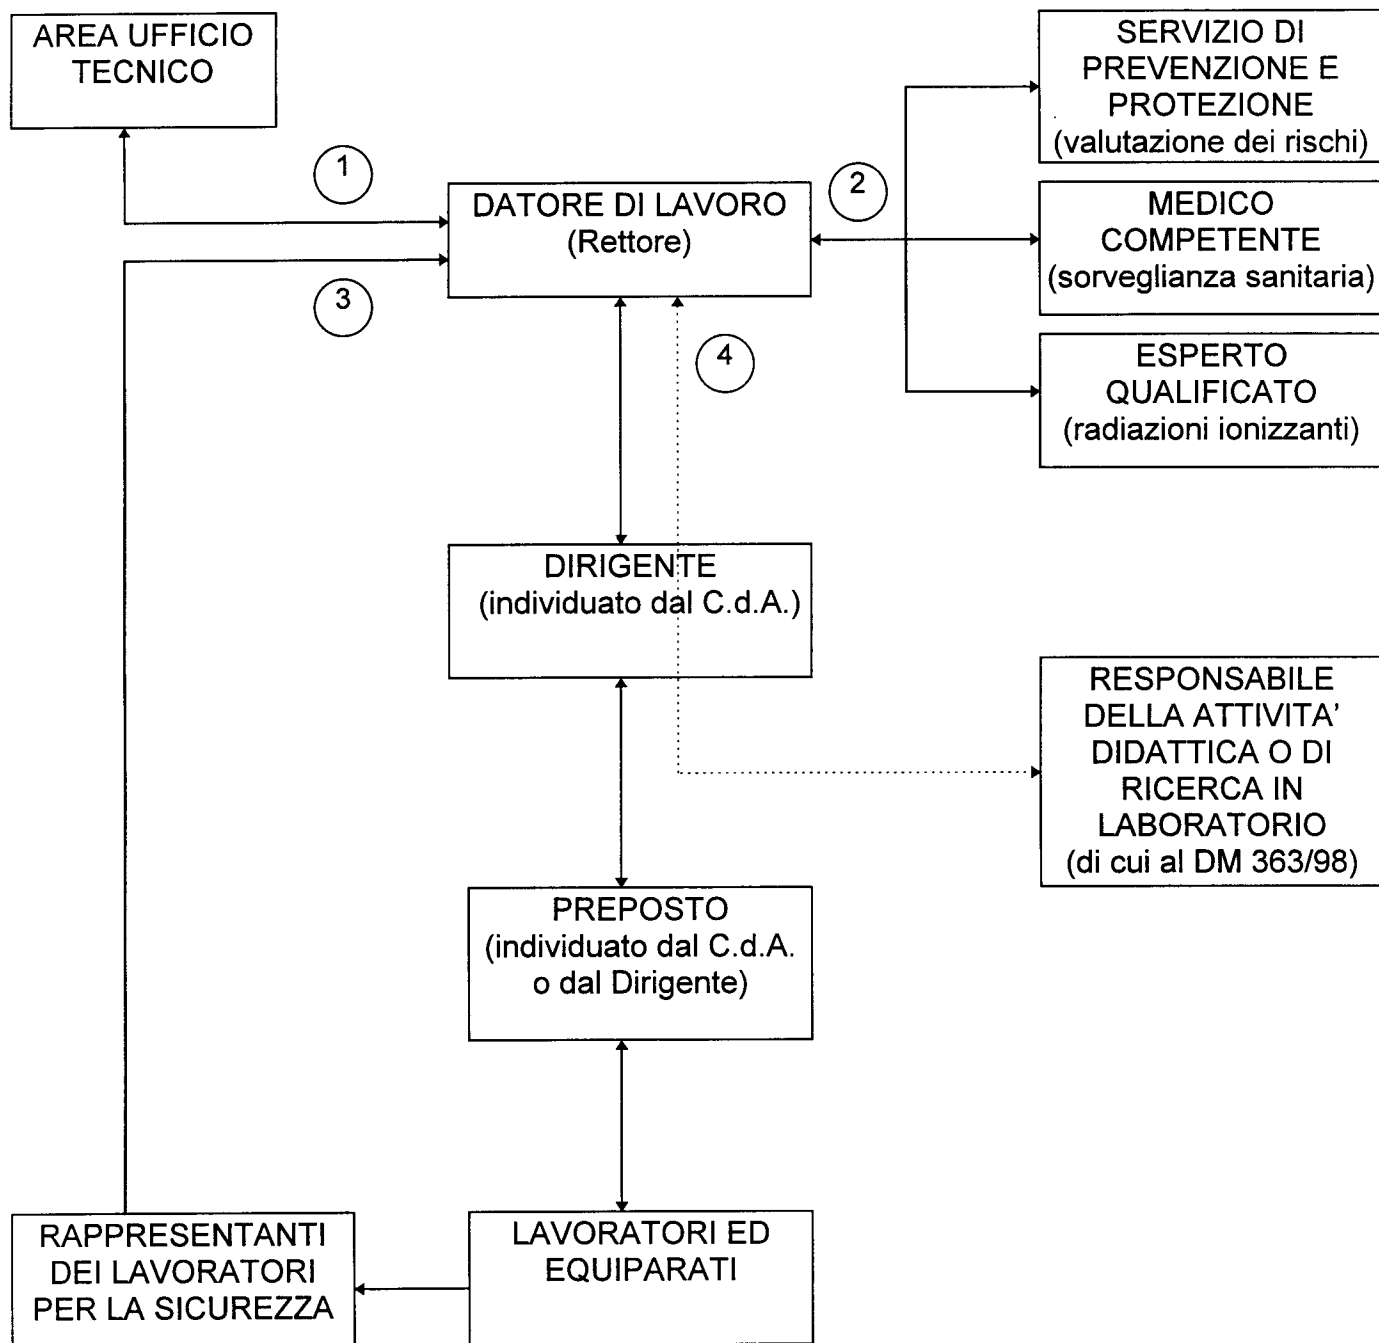 AREA UFFICIO
TECNICO
SERVIZIO DI
PREVENZIONE E
PROTEZIONE
(valutazione dei rischi)
1
2
DATORE DI LAVORO
(Rettore)
MEDICO
COMPETENTE
(sorveglianza sanitaria)
3
4
ESPERTO
QUALIFICATO
(radiazioni ionizzanti)
DIRIGENTE
(individuato dal C.d.A.)
RESPONSABILE
DELLA ATTIVITA’
DIDATTICA O DI
RICERCA IN
LABORATORIO
(di cui al DM 363/98)
PREPOSTO
(individuato dal C.d.A.
o dal Dirigente)
RAPPRESENTANTI
DEI LAVORATORI
PER LA SICUREZZA
LAVORATORI ED
EQUIPARATI